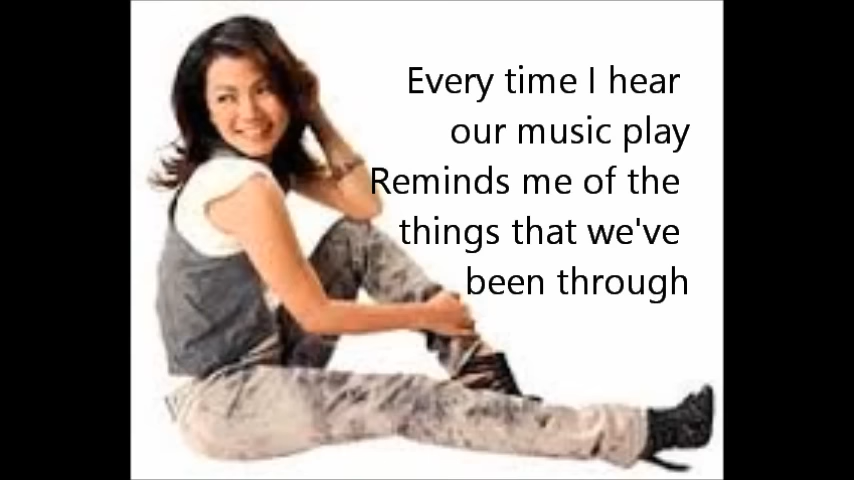 Every time I hear
our music play
Reminds me of the
things that we've
been through